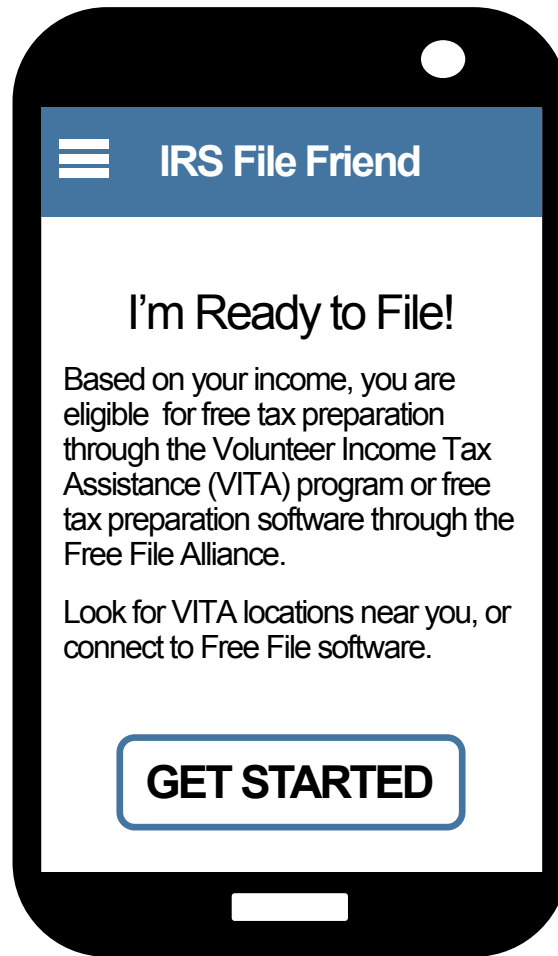 IRS File Friend
I'm Ready to File!
Based on your income, you are
eligible  for free tax preparation
through the Volunteer Income Tax
Assistance (VITA) program or free
tax preparation software through the
Free File Alliance.
Look for VITA locations near you, or
connect to Free File software.
GET STARTED